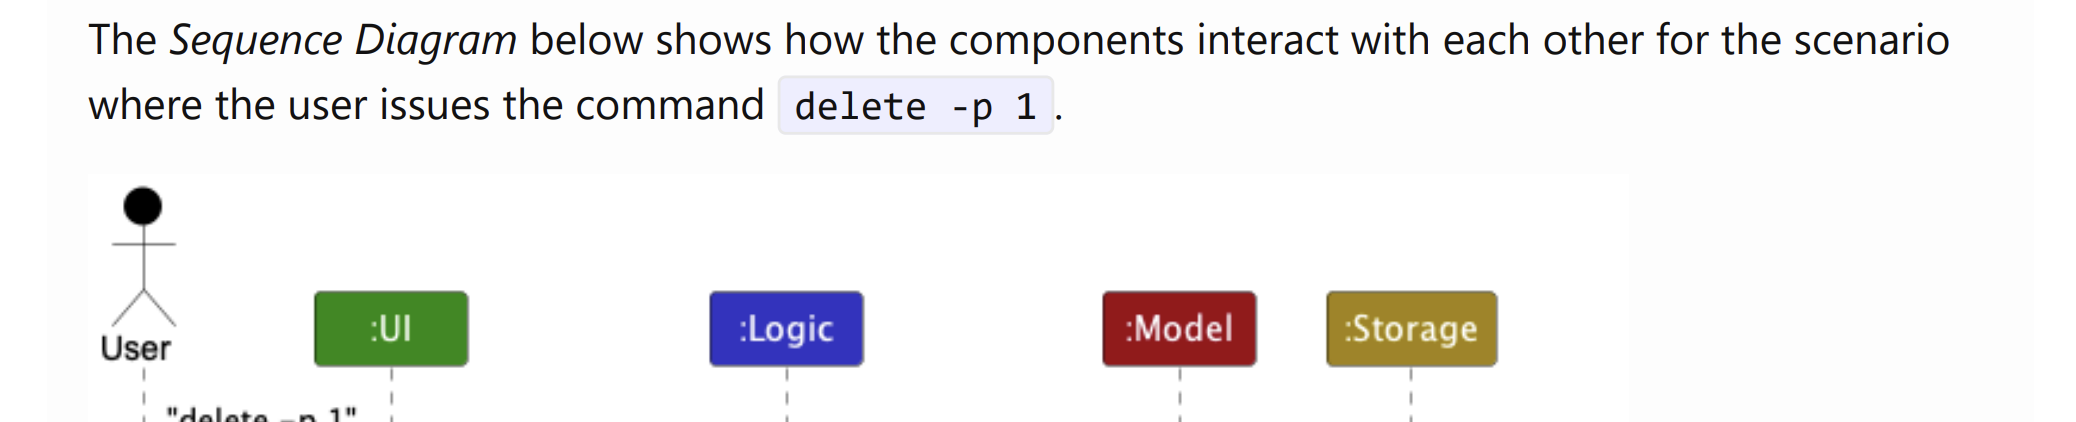 The Sequence Diagram below shows how the components interact with each other for the scenario
where the user issues the command delete -p 1.
User
:UI
:Logic
:Model
:Storage
"delete -p 1"